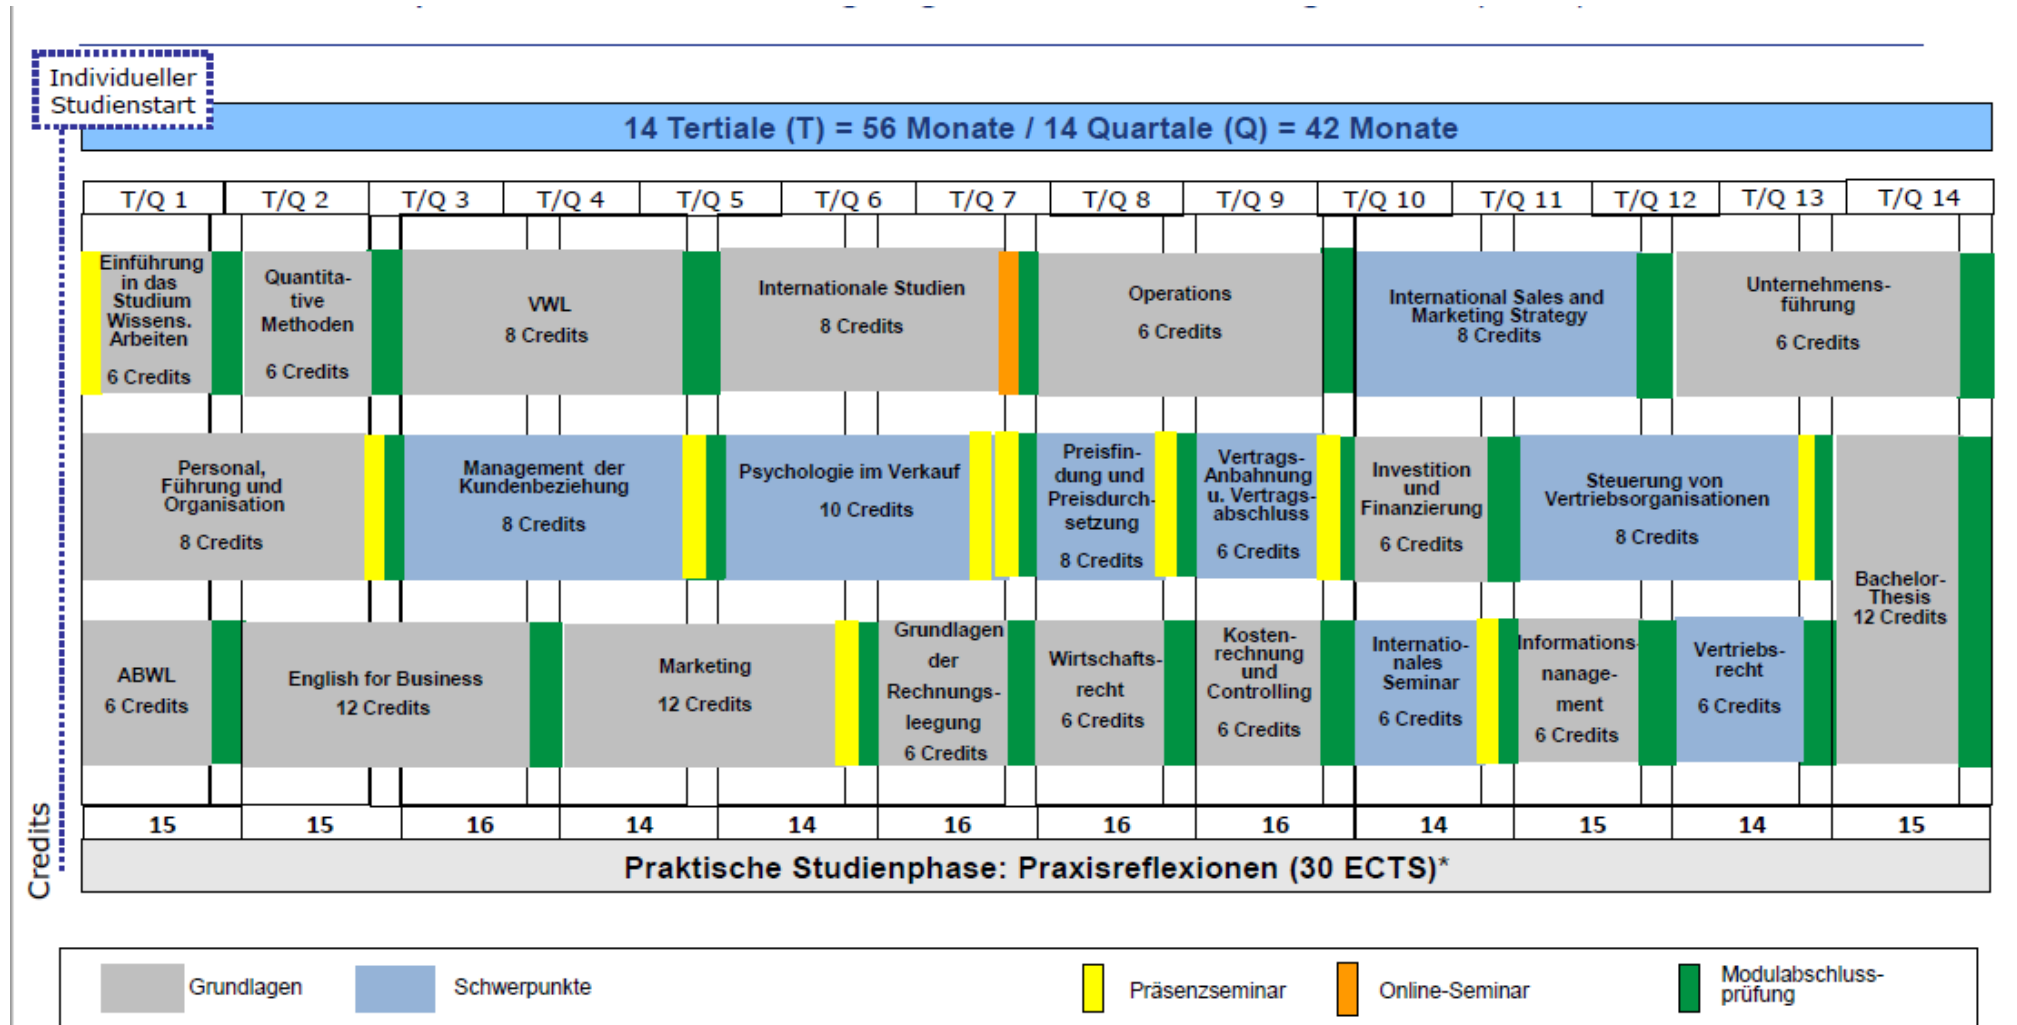 Individueller
Studienstart
14 Tertiale (T) = 56 Monate / 14 Quartale (Q) = 42 Monate
T/Q 1
T/Q 2
T/Q 3
T/Q 4
T/Q 5
T/Q 6
T/Q 7
T/Q 8
T/Q 9
T/Q 10
T/Q 11
T/Q 12
T/Q 13
T/Q 14
Einführung
in das
Studium
Wissens.
Arbeiten
6 Credits
Quantita-
tive
Methoden
6 Credits
VWL
8 Credits
Internationale Studien
8 Credits
Operations
6 Credits
International Sales and
Marketing Strategy
8 Credits
Unternehmens-
führung
6 Credits
Personal,
Führung und
Organisation
8 Credits
Management der
Kundenbeziehung
8 Credits
Psychologie im Verkauf
10 Credits
Preisfin-
dung und
Preisdurch-
setzung
8 Credits
Vertrags-
Anbahnung
u. Vertrags-
abschluss
6 Credits
Investition
und
Finanzierung
6 Credits
Steuerung von
Vertriebsorganisationen
8 Credits
Bachelor-
Thesis
12 Credits
ABWL
6 Credits
English for Business
12 Credits
Marketing
12 Credits
Grundlagen
der
Rechnungs-
leegung
6 Credits
Wirtschafts-
recht
6 Credits
Kosten-
rechnung
und
Controlling
6 Credits
Internatio-
nales
Seminar
6 Credits
Informations-
nanage-
ment
6 Credits
Vertriebs-
recht
6 Credits
Credits
15
15
16
14
14
16
16
16
14
15
14
15
Praktische Studienphase: Praxisreflexionen (30 ECTS)*
Grundlagen
Schwerpunkte
Präsenzseminar
Online-Seminar
Modulabschluss-
prüfung